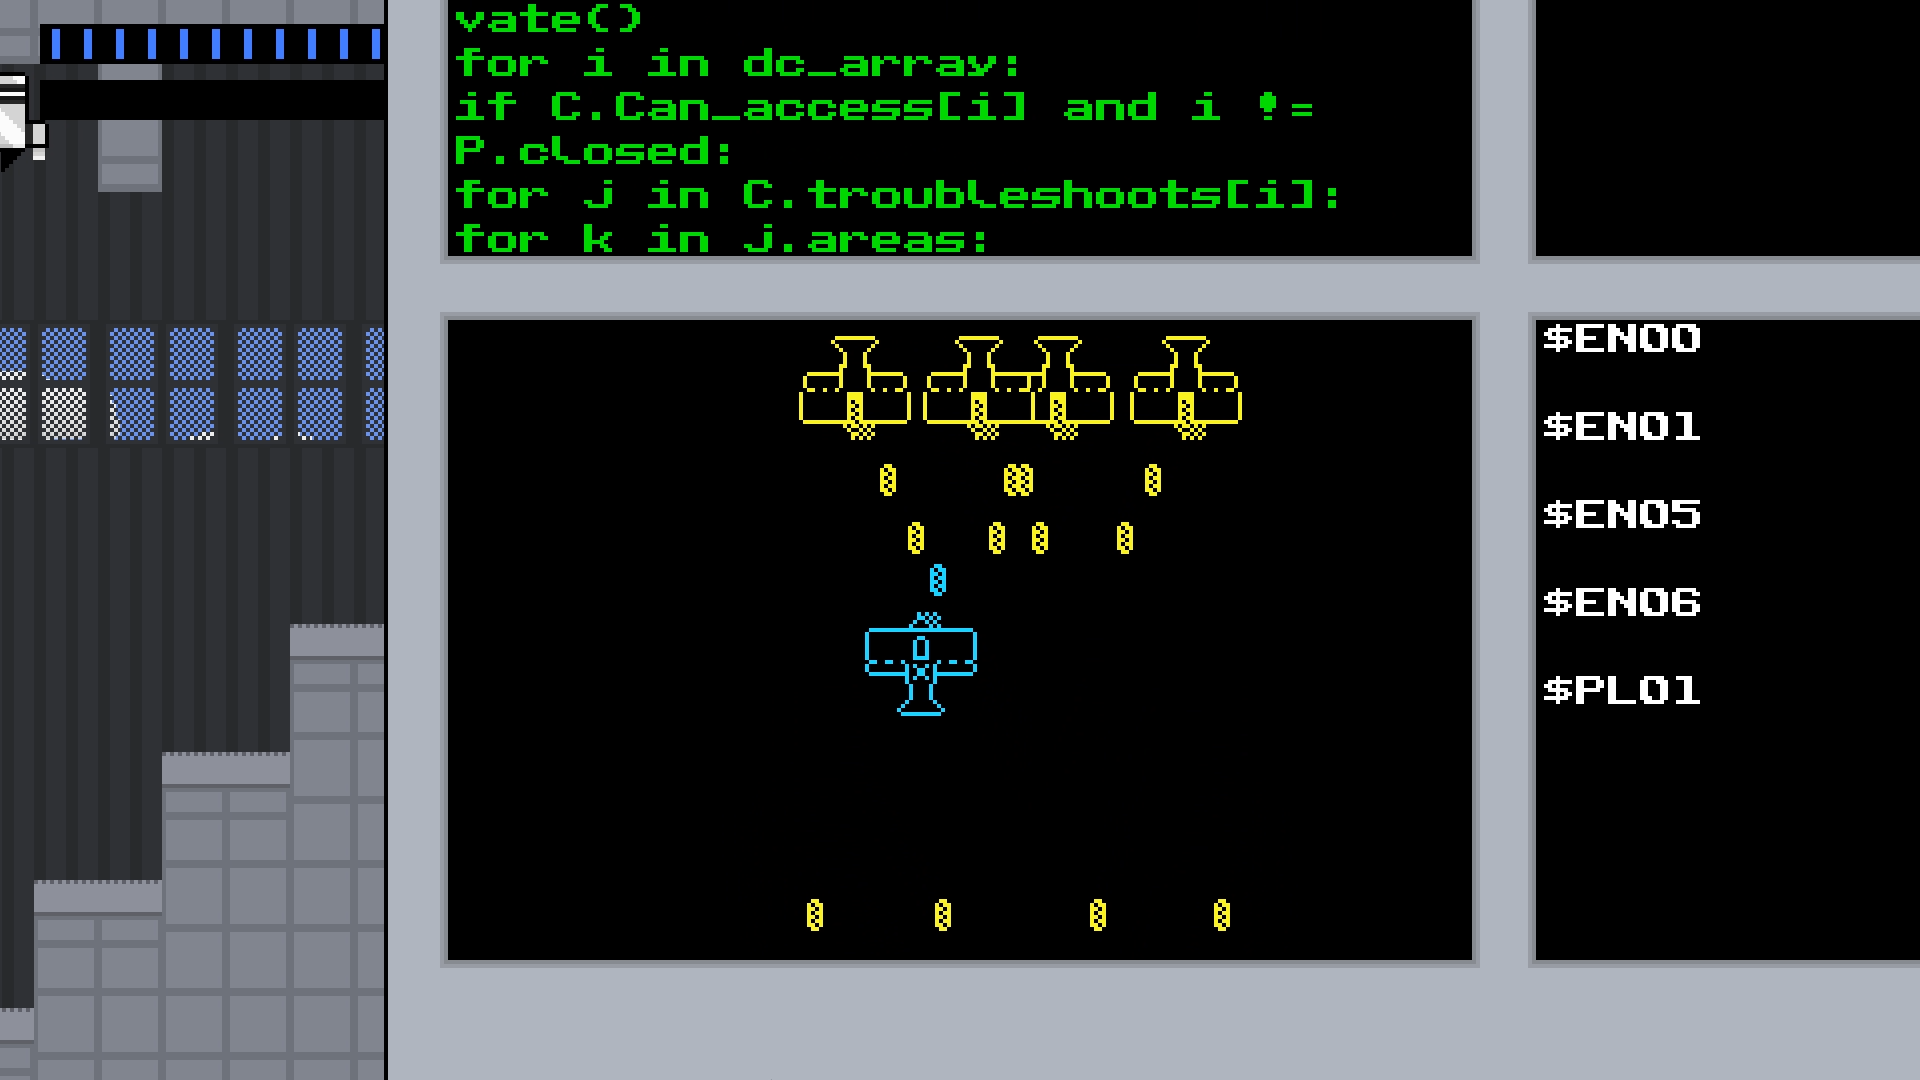 vate()
for i in dc_array:
if C.Can_access[i] and i !=
P.closed:
for j in C.troubleshoots[i]:
for k in j.areas:
$EN00
$EN01
$EN05
$EN06
$PL01